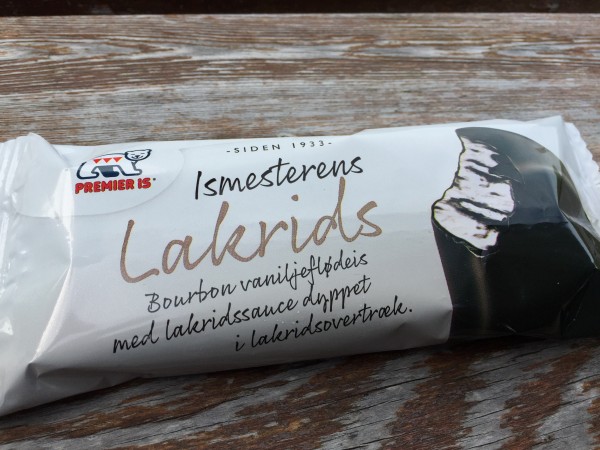 -SIDEN 1933-
PREMIER IS
Ismesterens
Lakrids
Bourbon vaniljeflødeis
med lakridssauce dyppet
i lakridsovertræk.